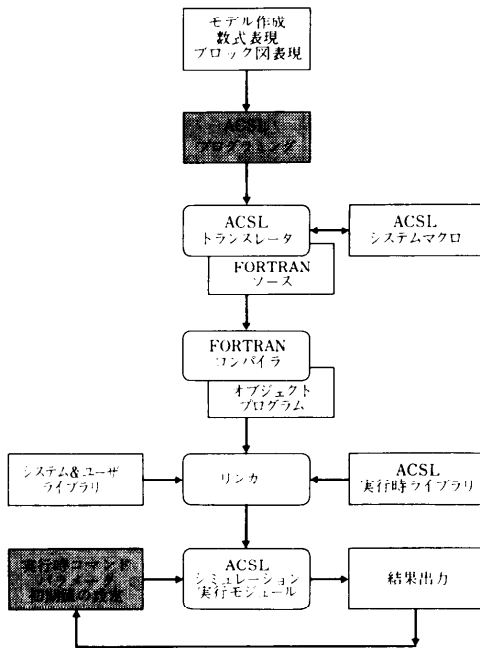 モデル作成
数式表現
ブロック図表現
ACSL
プログラミング
ACSL
トランスレータ
ACSL
システムマクロ
FORTRAN
ソース
FORTRAN
コンパイラ
オブジェクト
プログラム
システム&ユーザ
ライブラリ
リンカ
ACSL
実行時ライブラリ
実行時コマンド
パラメータ
初期値の設定
ACSL
シミュレーション
実行モジュール
結果出力